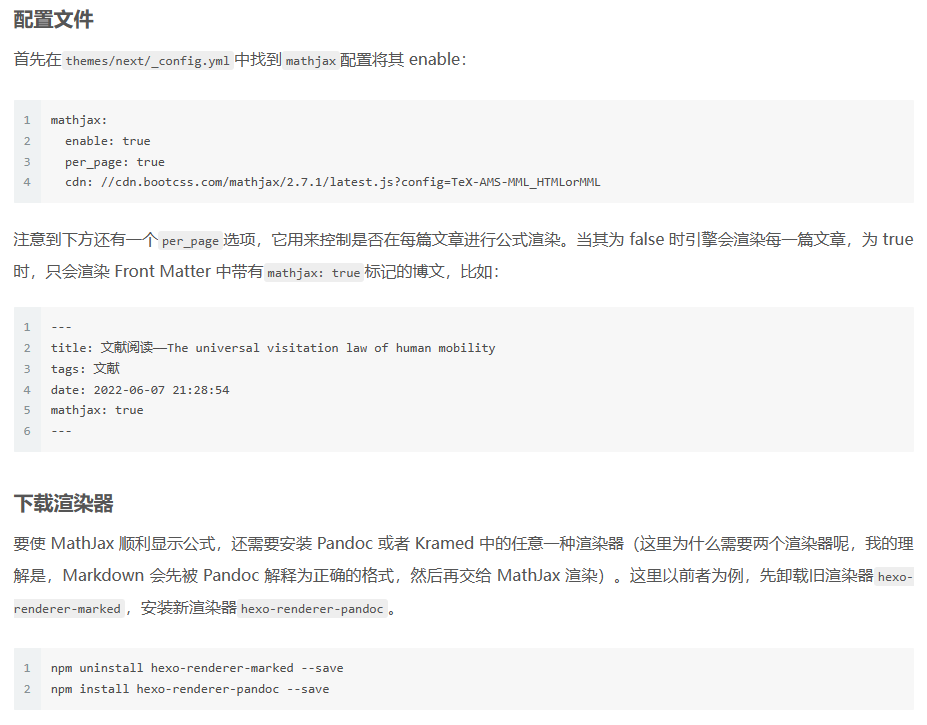 配置文件
首先在 themes/next/_config.yml 中找到 mathjax 配置将其 enable：
1 mathjax:
2   enable: true
3   per_page: true
4   cdn: //cdn.bootcss.com/mathjax/2.7.1/latest.js?config=TeX-AMS-MML_HTMLorMML
注意到下方还有一个 per_page 选项，它用来控制是否在每篇文章进行公式渲染。当其为 false 时引擎会渲染每一篇文章，为 true
时，只会渲染 Front Matter 中带有 mathjax: true 标记的博文，比如：
1 ---
2 title: 文献阅读——The universal visitation law of human mobility
3 tags: 文献
4 date: 2022-06-07 21:28:54
5 mathjax: true
6 ---
下载渲染器
要使 MathJax 顺利显示公式，还需要安装 Pandoc 或者 Kramed 中的任意一种渲染器（这里为什么需要两个渲染器呢，我的理
解是，Markdown 会先被 Pandoc 解释为正确的格式，然后再交给 MathJax 渲染）。这里以前者为例，先卸载旧渲染器 hexo-
renderer-marked ，安装新渲染器 hexo-renderer-pandoc 。
1 npm uninstall hexo-renderer-marked --save
2 npm install hexo-renderer-pandoc --save